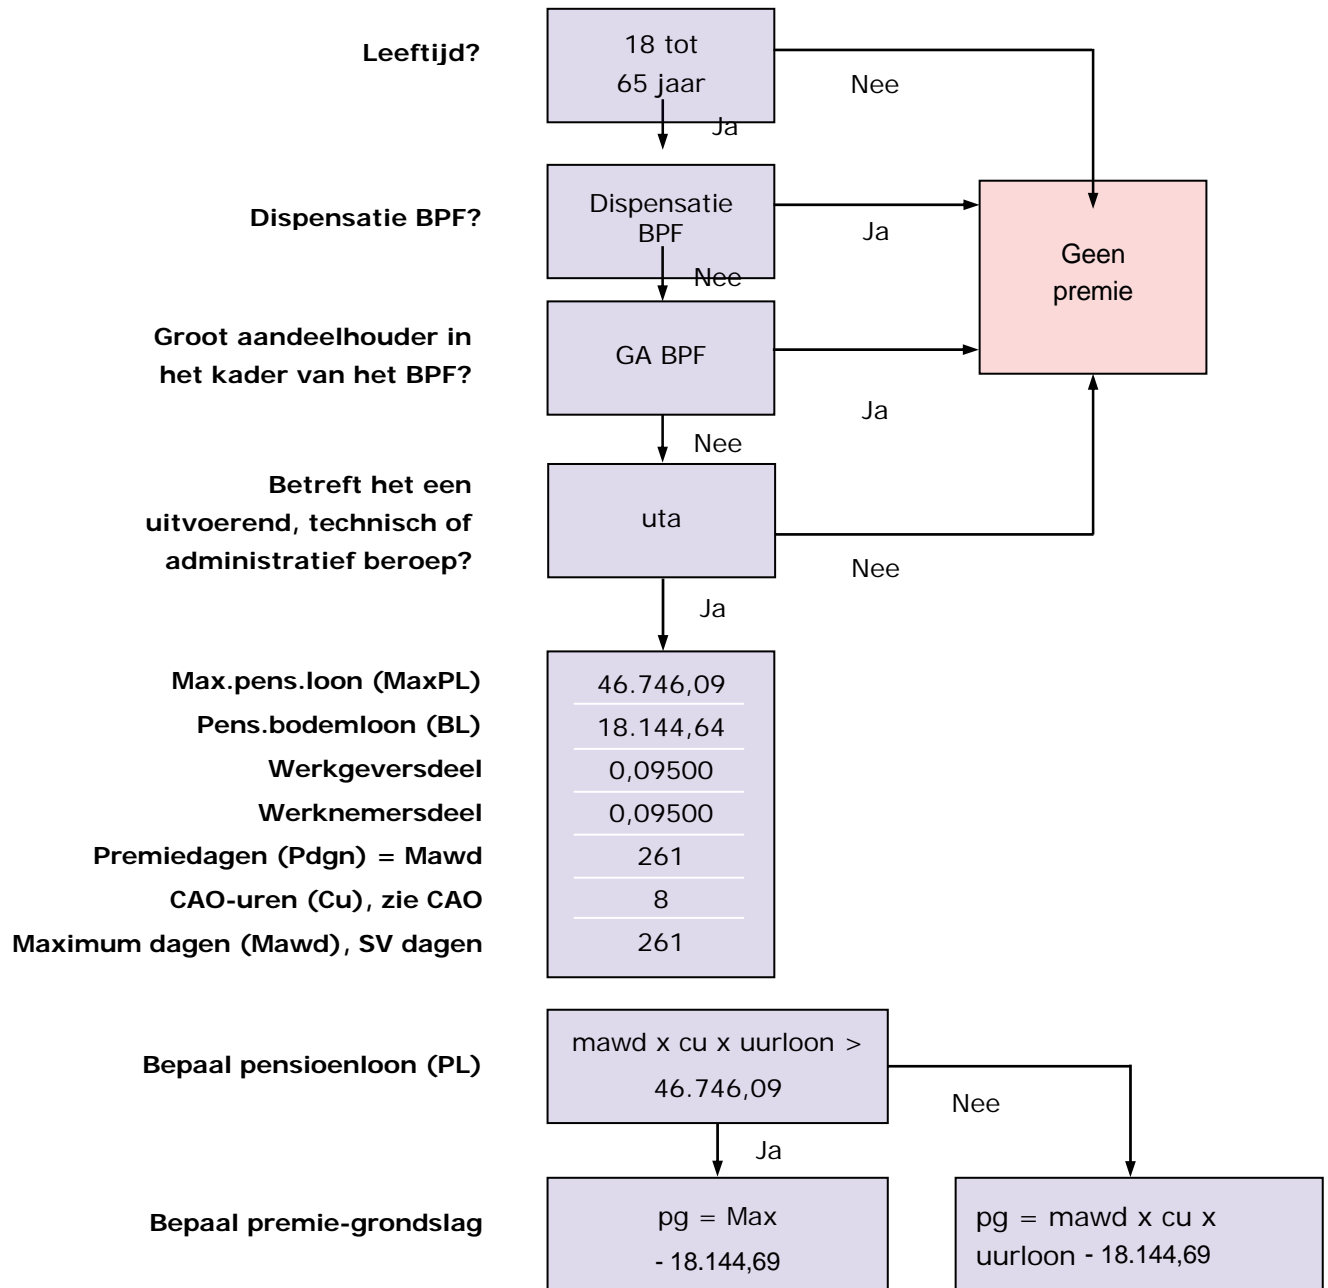 Leeftijd?
18 tot
65 jaar
Nee
Ja
Dispensatie BPF?
Dispensatie
BPF
Ja
Nee
Geen
premie
Groot aandeelhouder in
het kader van het BPF?
GA BPF
Ja
Nee
Betreft het een
uitvoerend, technisch of
administratief beroep?
uta
Nee
Ja
Max.pens.loon (MaxPL)
46.746,09
Pens.bodemloon (BL)
18.144,64
Werkgeversdeel
0,09500
Werknemersdeel
0,09500
Premiedagen (Pdgn) = Mawd
261
CAO-uren (Cu), zie CAO
8
Maximum dagen (Mawd), SV dagen
261
Bepaal pensioenloon (PL)
mawd x cu x uurloon >
46.746,09
Nee
Ja
Bepaal premie-grondslag
pg = Max
- 18.144,69
pg = mawd x cu x
uurloon - 18.144,69